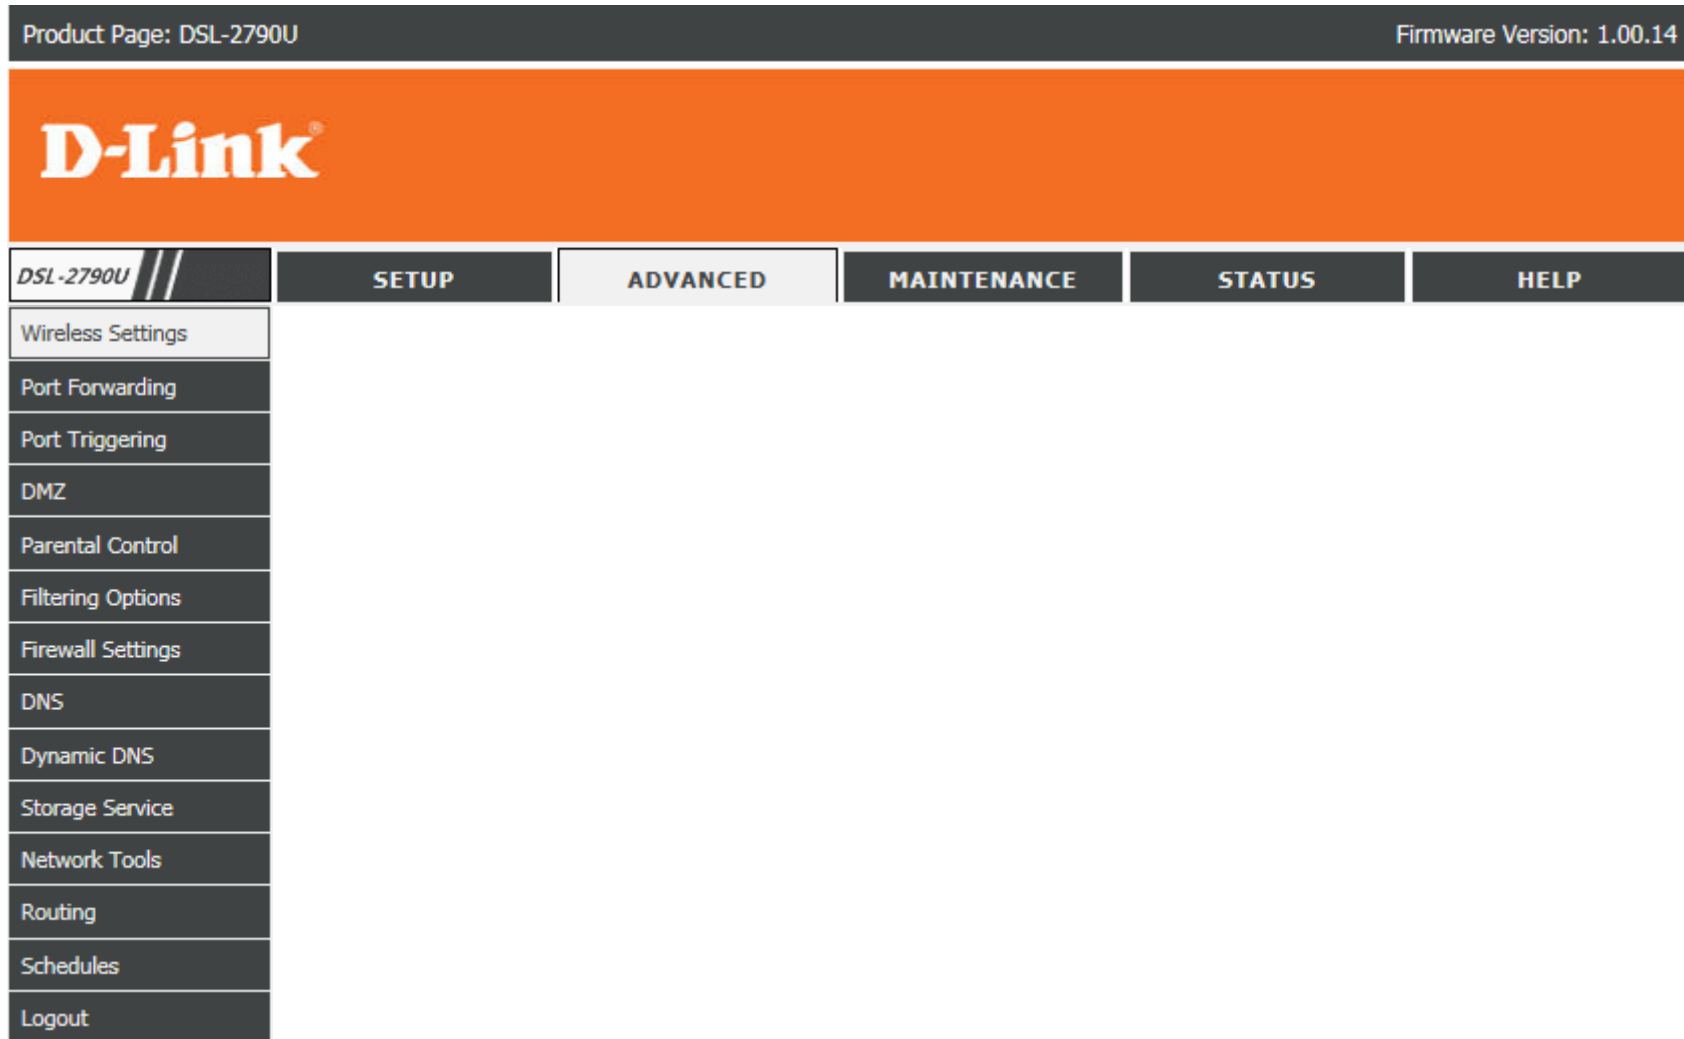 Product Page: DSL-2790U Firmware Version: 1.00.14
D-Link®
DSL-2790U SETUP ADVANCED MAINTENANCE STATUS HELP
Wireless Settings
Port Forwarding
Port Triggering
DMZ
Parental Control
Filtering Options
Firewall Settings
DNS
Dynamic DNS
Storage Service
Network Tools
Routing
Schedules
Logout